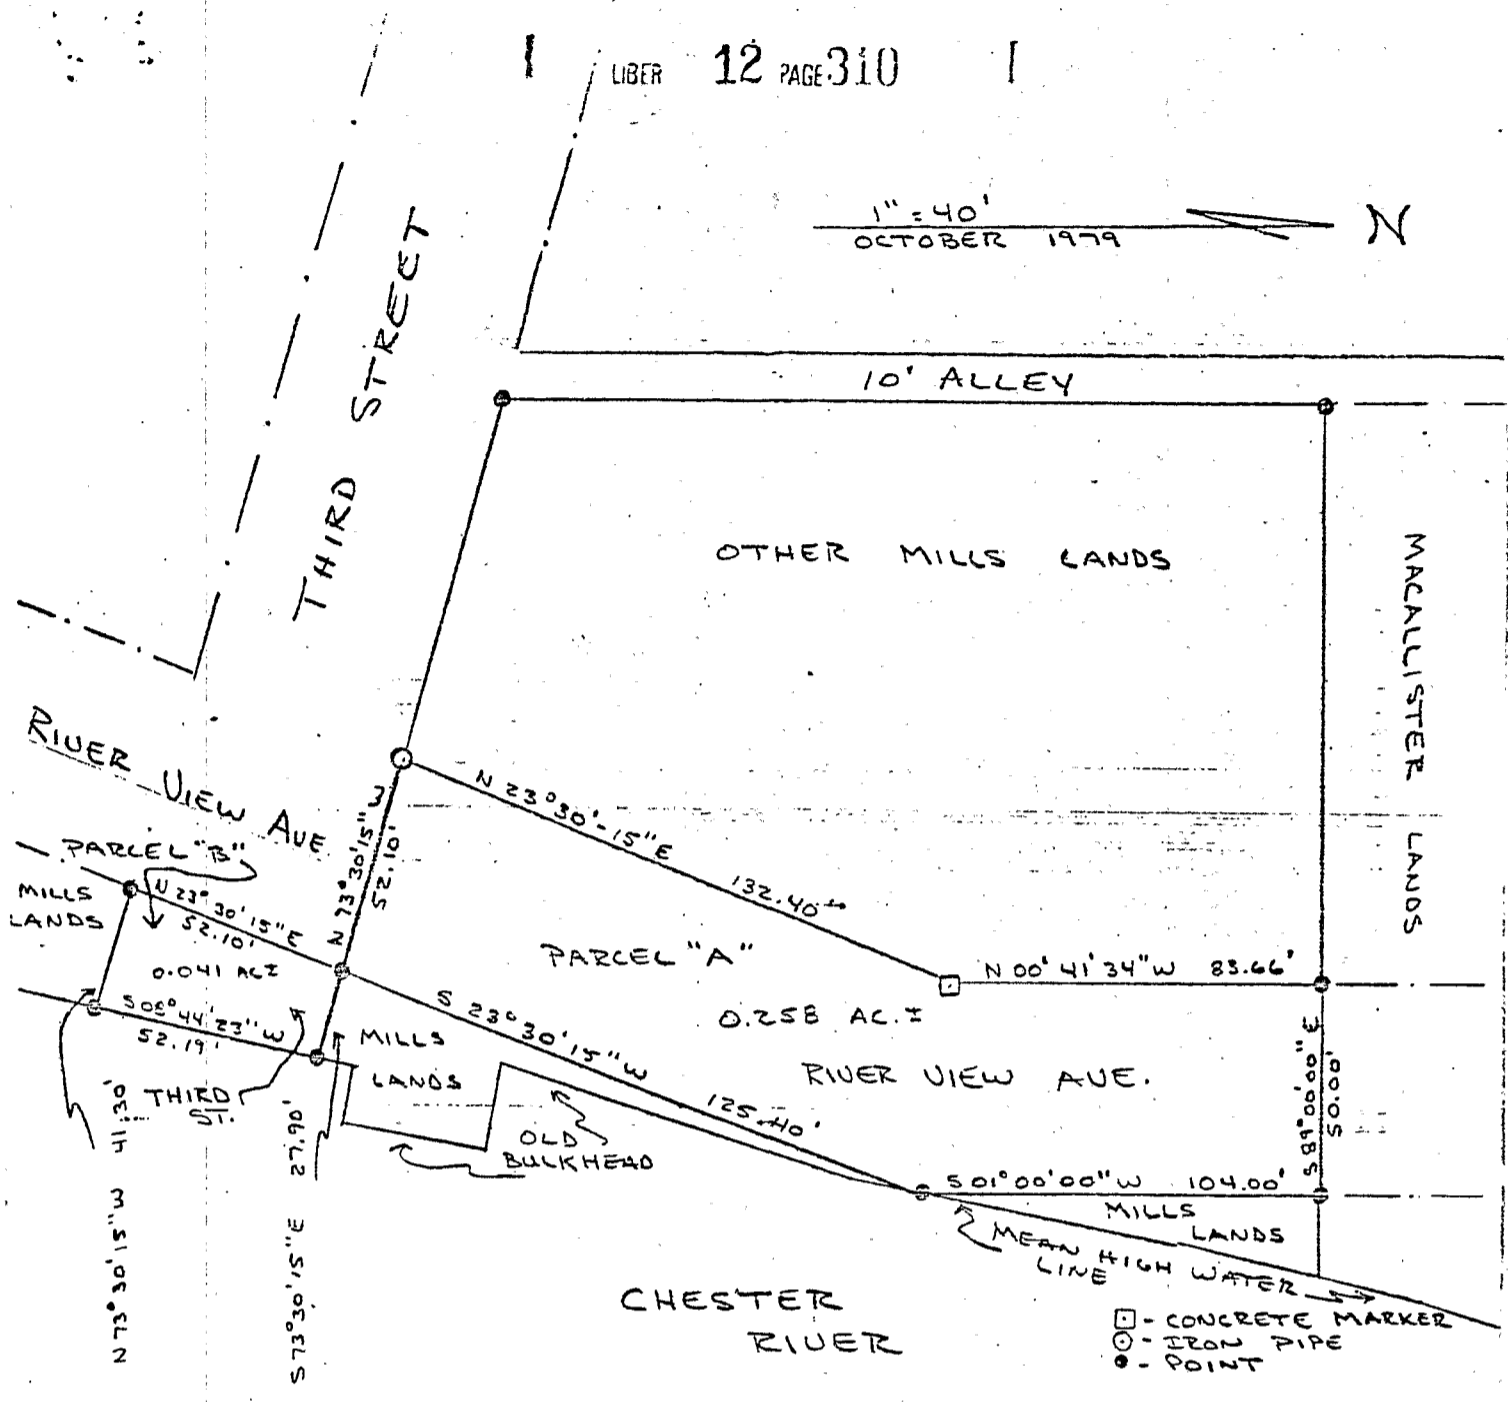 LIBER 12 PAGE 310
1" = 40'
OCTOBER 1979
N
THIRD STREET
10' ALLEY
OTHER MILLS LANDS
MACALLISTER LANDS
RIVER VIEW AVE.
N 73° 30' 15" W
52.10'
N 23° 30'-15" E
132.40
PARCEL "B"
MILLS
LANDS
N 23° 30' 15" E
52.10'
0.041 AC±
S 08° 44' 23" W
52.19'
THIRD
ST.
PARCEL "A"
0.258 AC.±
N 00° 41' 34" W 83.66'
RIVER VIEW AVE.
S 89° 00' 00" E
50.00'
S 23° 30' 15" W
125.40'
MILLS
LANDS
OLD
BULKHEAD
S 01° 00' 00" W 104.00'
MILLS
LANDS
MEAN HIGH WATER
LINE
N 73° 30' 15" W 41.30'
S 73° 30' 15" E 27.90'
CHESTER
RIVER
⊡ - CONCRETE MARKER
⊙ - IRON PIPE
● - POINT